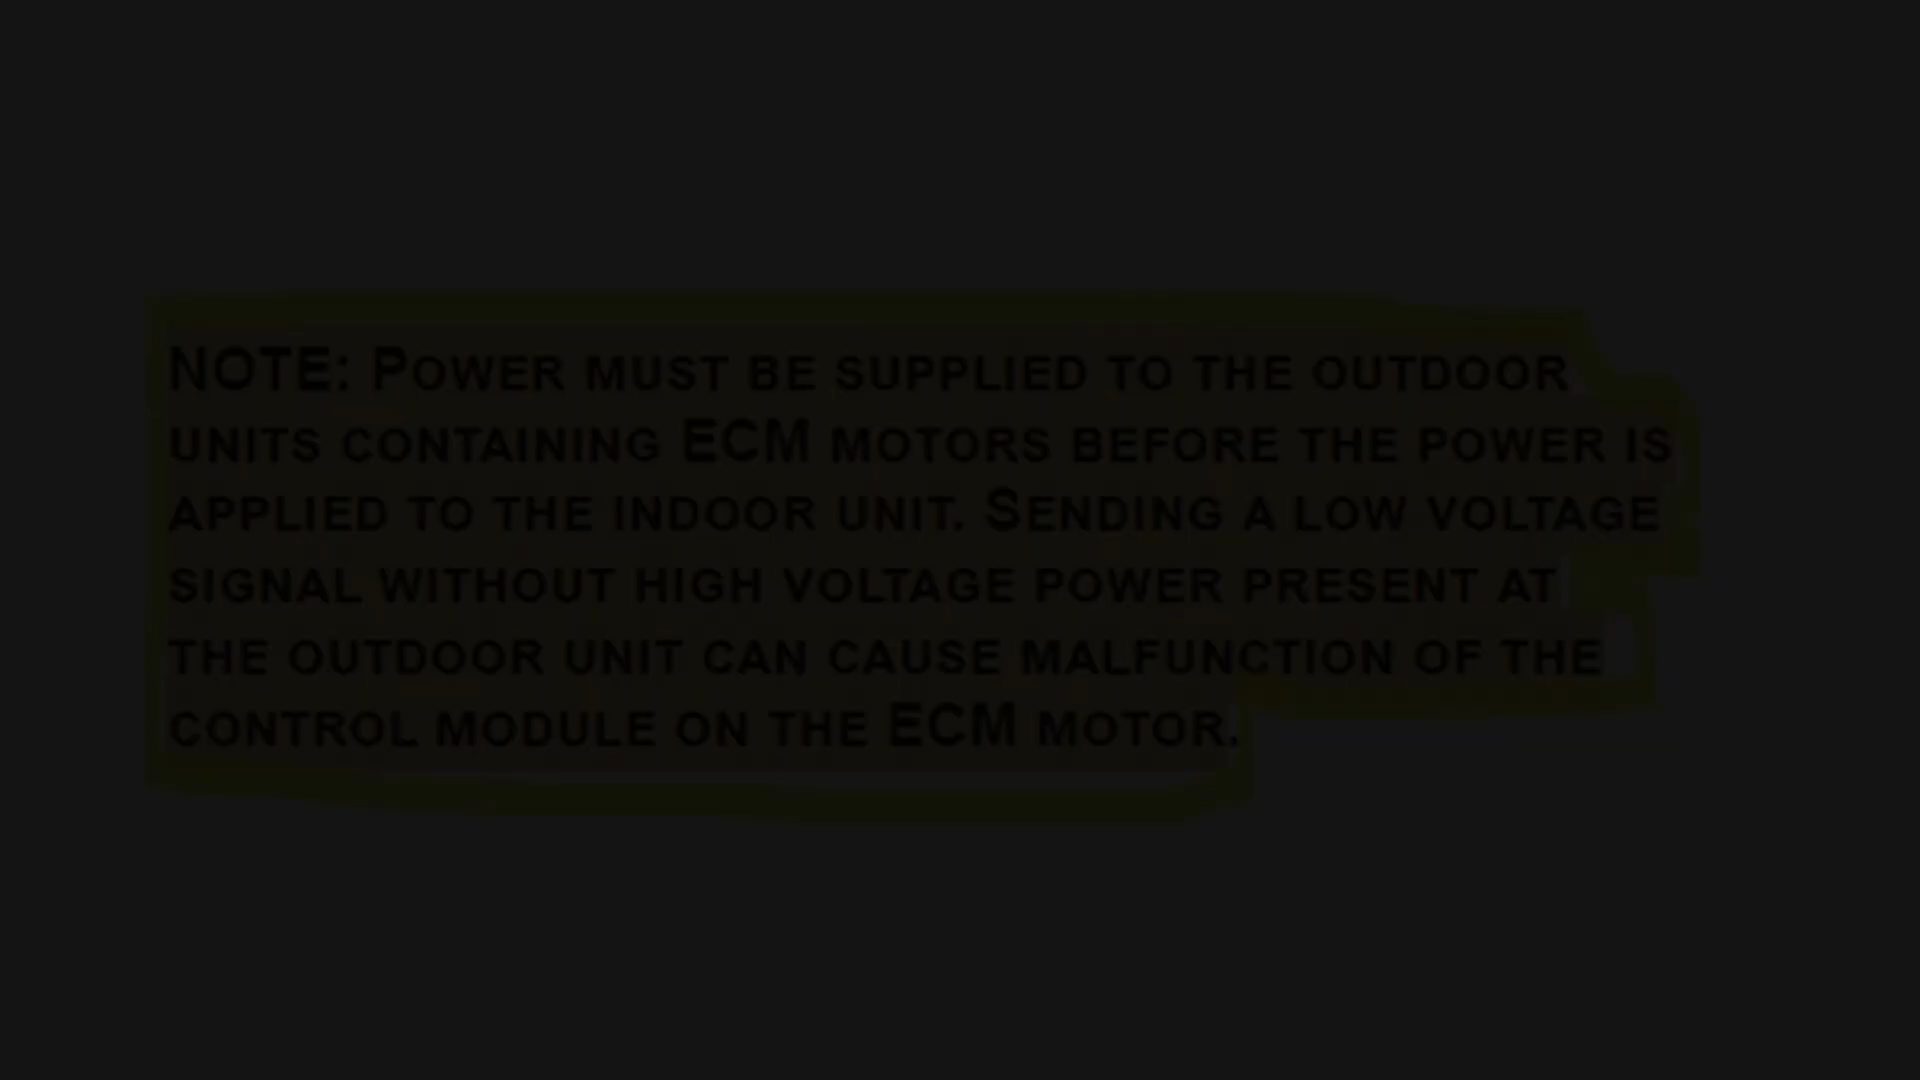 NOTE: POWER MUST BE SUPPLIED TO THE OUTDOOR
UNITS CONTAINING ECM MOTORS BEFORE THE POWER IS
APPLIED TO THE INDOOR UNIT. SENDING A LOW VOLTAGE
SIGNAL WITHOUT HIGH VOLTAGE POWER PRESENT AT
THE OUTDOOR UNIT CAN CAUSE MALFUNCTION OF THE
CONTROL MODULE ON THE ECM MOTOR.